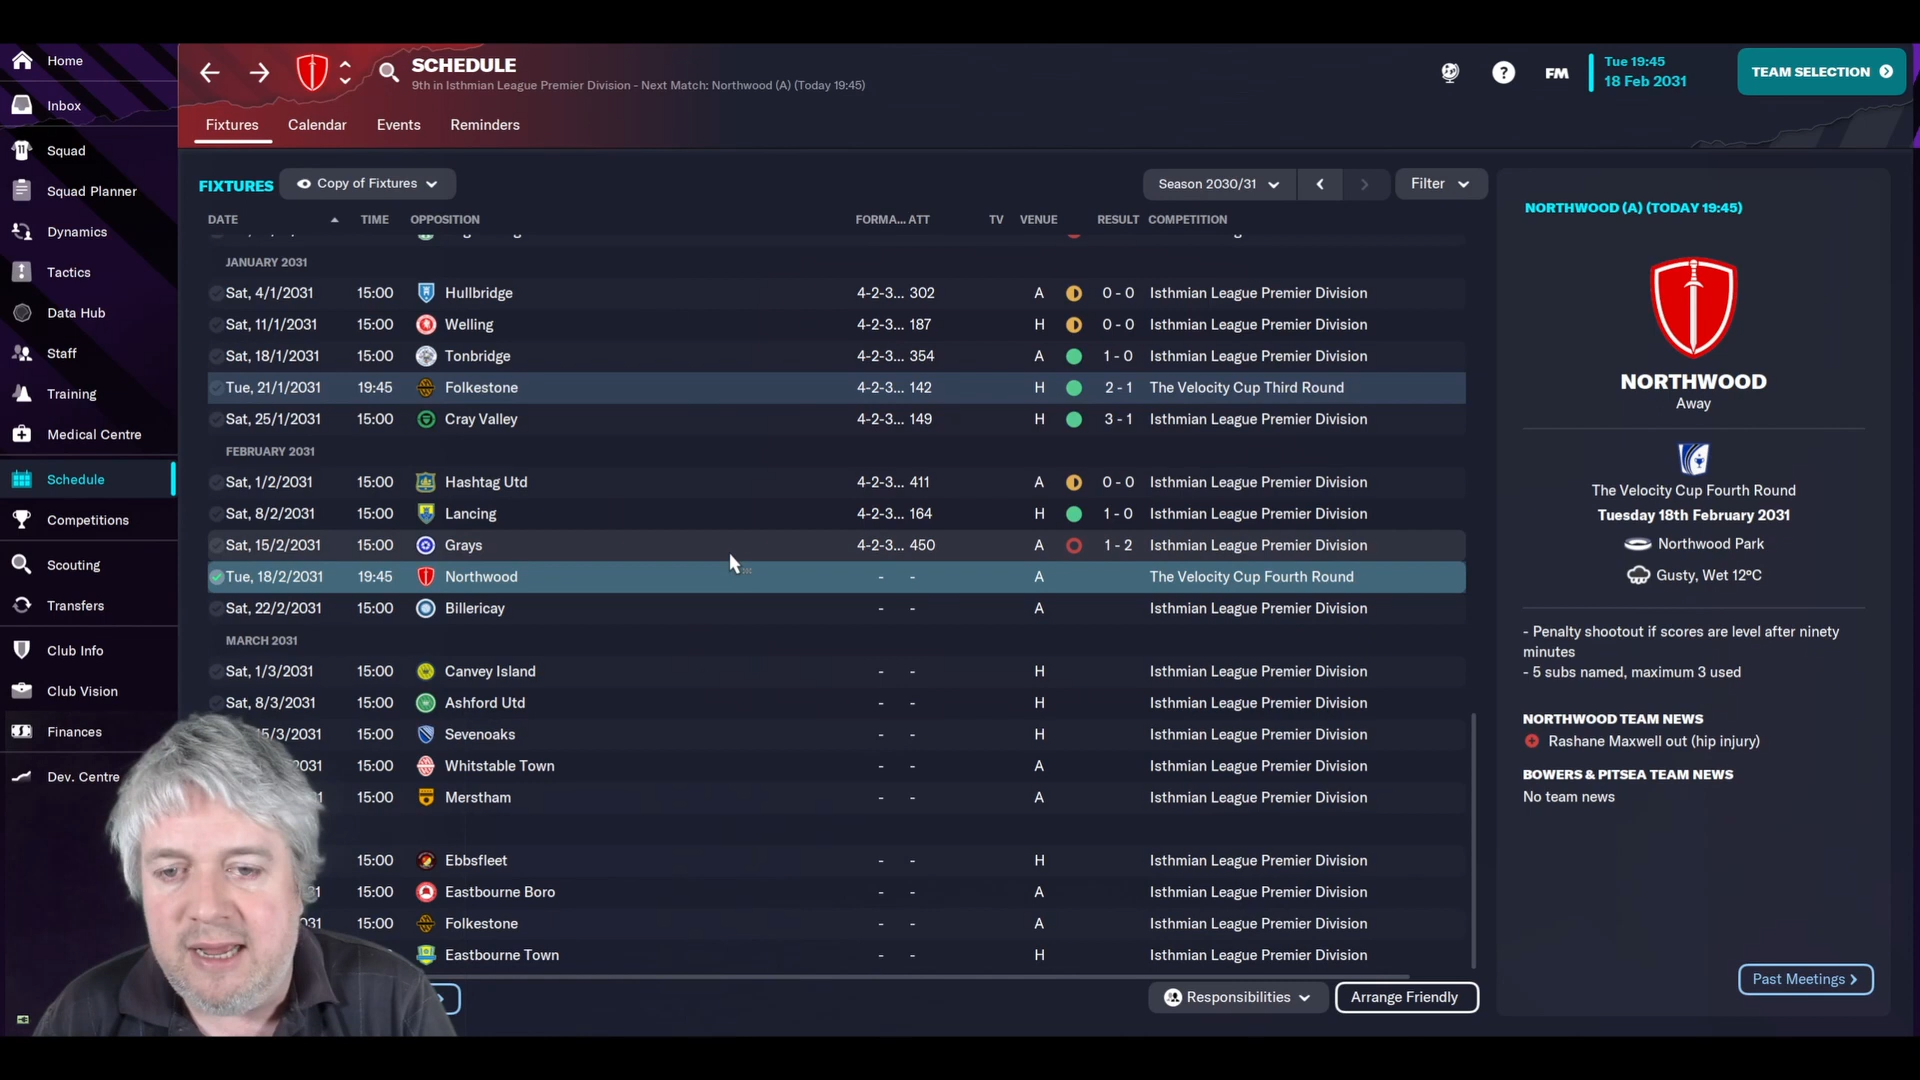 Home
Inbox
Squad
Squad Planner
Dynamics
Tactics
Data Hub
Staff
Training
Medical Centre
Schedule
Competitions
Scouting
Transfers
Club Info
Club Vision
Finances
Dev. Centre
SCHEDULE
9th in Isthmian League Premier Division - Next Match: Northwood (A) (Today 19:45)
FM
Tue 19:45
18 Feb 2031
TEAM SELECTION
Fixtures Calendar Events Reminders
FIXTURES Copy of Fixtures Season 2030/31 Filter
DATE TIME OPPOSITION FORMA... ATT TV VENUE RESULT COMPETITION
JANUARY 2031
Sat, 4/1/2031 15:00 Hullbridge 4-2-3... 302 A 0 - 0 Isthmian League Premier Division
Sat, 11/1/2031 15:00 Welling 4-2-3... 187 H 0 - 0 Isthmian League Premier Division
Sat, 18/1/2031 15:00 Tonbridge 4-2-3... 354 A 1 - 0 Isthmian League Premier Division
Tue, 21/1/2031 19:45 Folkestone 4-2-3... 142 H 2 - 1 The Velocity Cup Third Round
Sat, 25/1/2031 15:00 Cray Valley 4-2-3... 149 H 3 - 1 Isthmian League Premier Division
FEBRUARY 2031
Sat, 1/2/2031 15:00 Hashtag Utd 4-2-3... 411 A 0 - 0 Isthmian League Premier Division
Sat, 8/2/2031 15:00 Lancing 4-2-3... 164 H 1 - 0 Isthmian League Premier Division
Sat, 15/2/2031 15:00 Grays 4-2-3... 450 A 1 - 2 Isthmian League Premier Division
Tue, 18/2/2031 19:45 Northwood - - A The Velocity Cup Fourth Round
Sat, 22/2/2031 15:00 Billericay - - A Isthmian League Premier Division
MARCH 2031
Sat, 1/3/2031 15:00 Canvey Island - - H Isthmian League Premier Division
Sat, 8/3/2031 15:00 Ashford Utd - - H Isthmian League Premier Division
5/3/2031 15:00 Sevenoaks - - H Isthmian League Premier Division
031 15:00 Whitstable Town - - A Isthmian League Premier Division
1 15:00 Merstham - - A Isthmian League Premier Division
15:00 Ebbsfleet - - H Isthmian League Premier Division
31 15:00 Eastbourne Boro - - A Isthmian League Premier Division
031 15:00 Folkestone - - A Isthmian League Premier Division
15:00 Eastbourne Town - - H Isthmian League Premier Division
Responsibilities Arrange Friendly
NORTHWOOD (A) (TODAY 19:45)
NORTHWOOD
Away
The Velocity Cup Fourth Round
Tuesday 18th February 2031
Northwood Park
Gusty, Wet 12ºC
- Penalty shootout if scores are level after ninety
minutes
- 5 subs named, maximum 3 used
NORTHWOOD TEAM NEWS
Rashane Maxwell out (hip injury)
BOWERS & PITSEA TEAM NEWS
No team news
Past Meetings